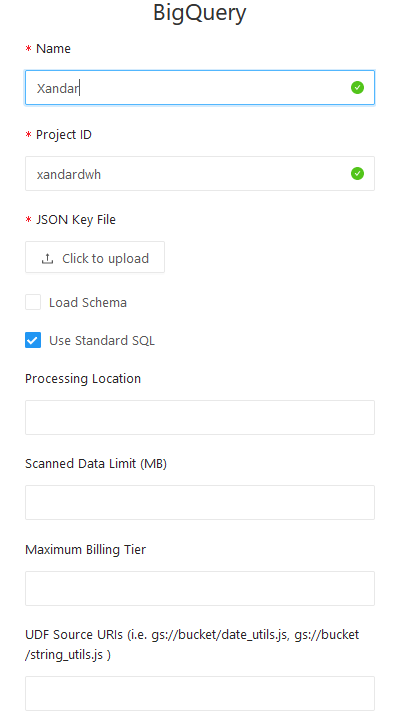 BigQuery
* Name
Xandar
* Project ID
xandardwh
* JSON Key File
Click to upload
Load Schema
Use Standard SQL
Processing Location
Scanned Data Limit (MB)
Maximum Billing Tier
UDF Source URIs (i.e. gs://bucket/date_utils.js, gs://bucket
/string_utils.js )